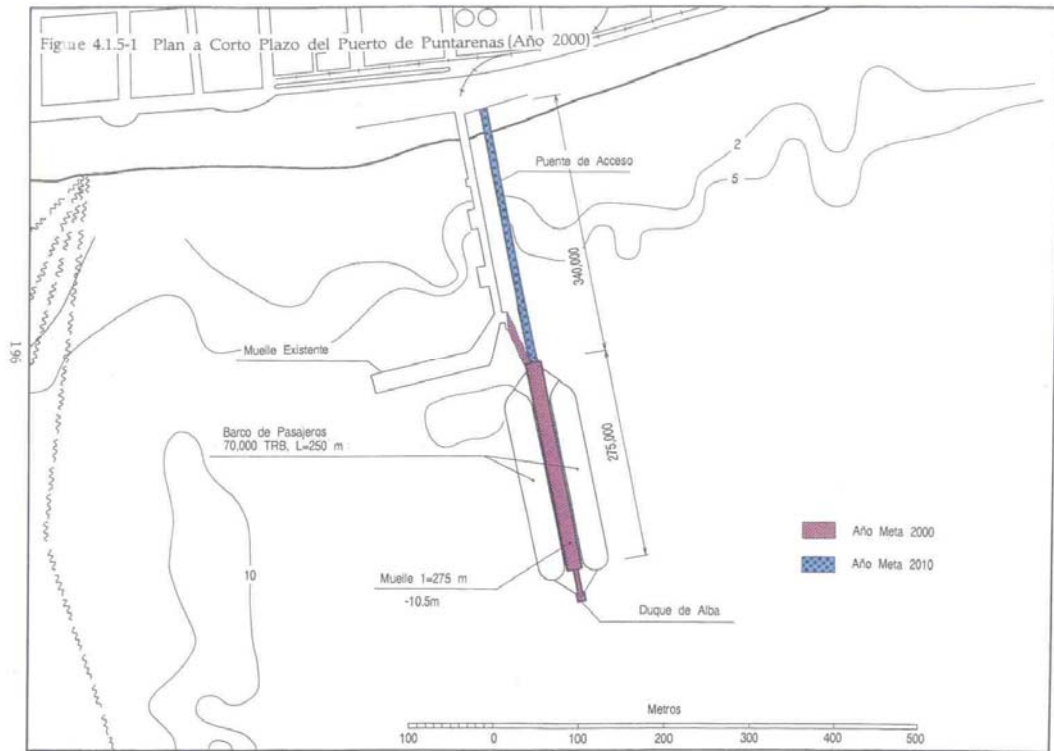 Figure 4.1.5-1 Plan a Corto Plazo del Puerto de Puntarenas (Año 2000)
2
Puente de Acceso
5
340,000
196
Muelle Existente
Barco de Pasajeros
70,000 TRB, L=250 m
275,000
Año Meta 2000
Año Meta 2010
10
Muelle 1=275 m
-10.5m
Duque de Alba
Metros
100 0 100 200 300 400 500